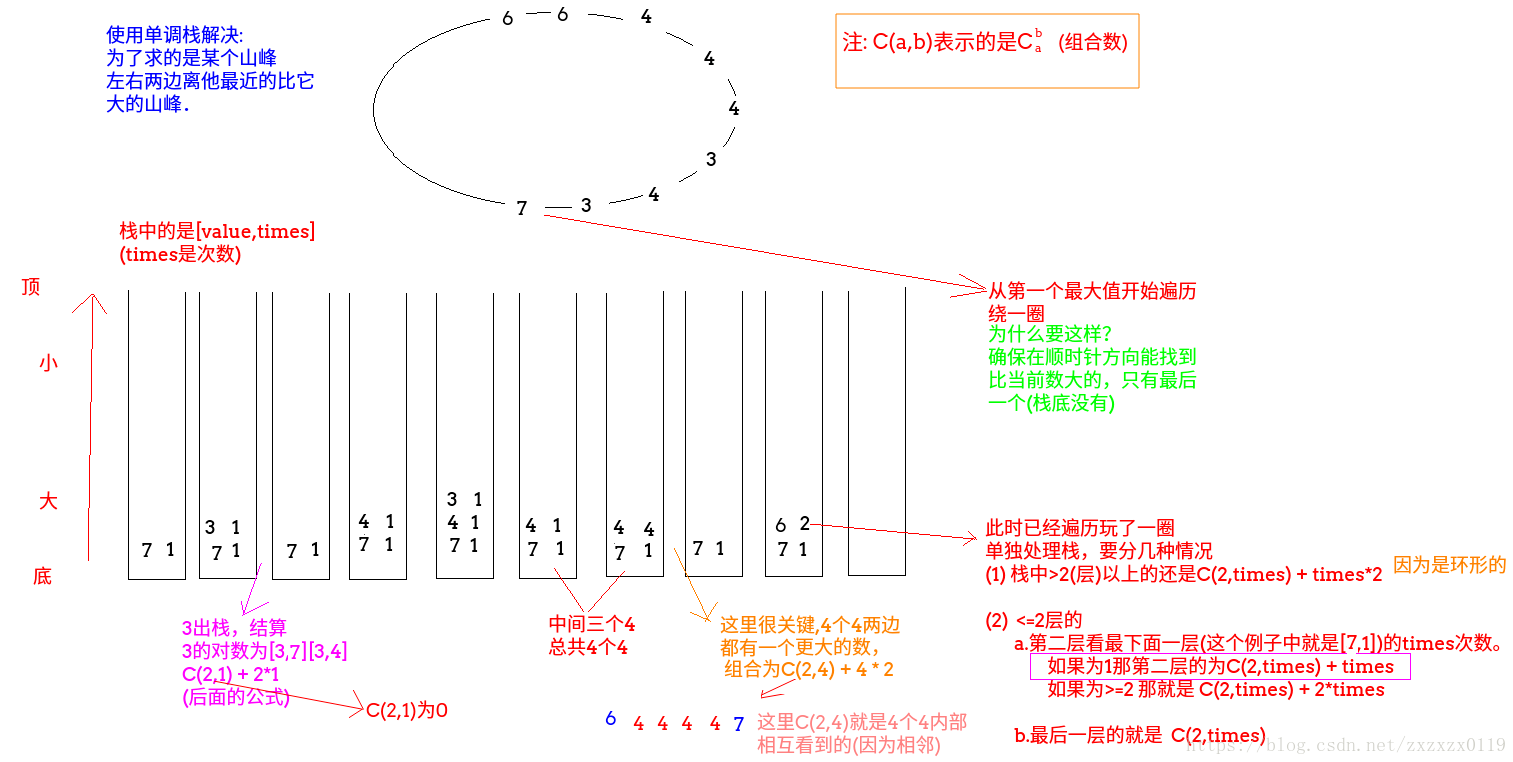 使用单调栈解决:
为了求的是某个山峰
左右两边离他最近的比它
大的山峰.
6 6 4
4
4
3
4
3
7
注: C(a,b)表示的是C b a (组合数)
栈中的是[value,times]
(times是次数)
顶
小
大
底
从第一个最大值开始遍历
绕一圈
为什么要这样?
确保在顺时针方向能找到
比当前数大的，只有最后
一个(栈底没有)
7 1
3 1
7 1
7 1
4 1
7 1
3 1
4 1
7 1
4 1
7 1
4 4
7 1
7 1
6 2
7 1
3出栈，结算
3的对数为[3,7][3,4]
C(2,1) + 2*1
(后面的公式)
C(2,1)为0
中间三个4
总共4个4
这里很关键,4个4两边
都有一个更大的数，
组合为C(2,4) + 4 * 2
6 4 4 4 4 7
这里C(2,4)就是4个4内部
相互看到的(因为相邻)
此时已经遍历玩了一圈
单独处理栈，要分几种情况
(1) 栈中>2(层)以上的还是C(2,times) + times*2
因为是环形的
(2) <=2层的
a.第二层看最下面一层(这个例子中就是[7,1])的times次数。
如果为1那第二层的为C(2,times) + times
如果为>=2 那就是 C(2,times) + 2*times
b.最后一层的就是 C(2,times)
https://blog.csdn.net/zxzxzx0119